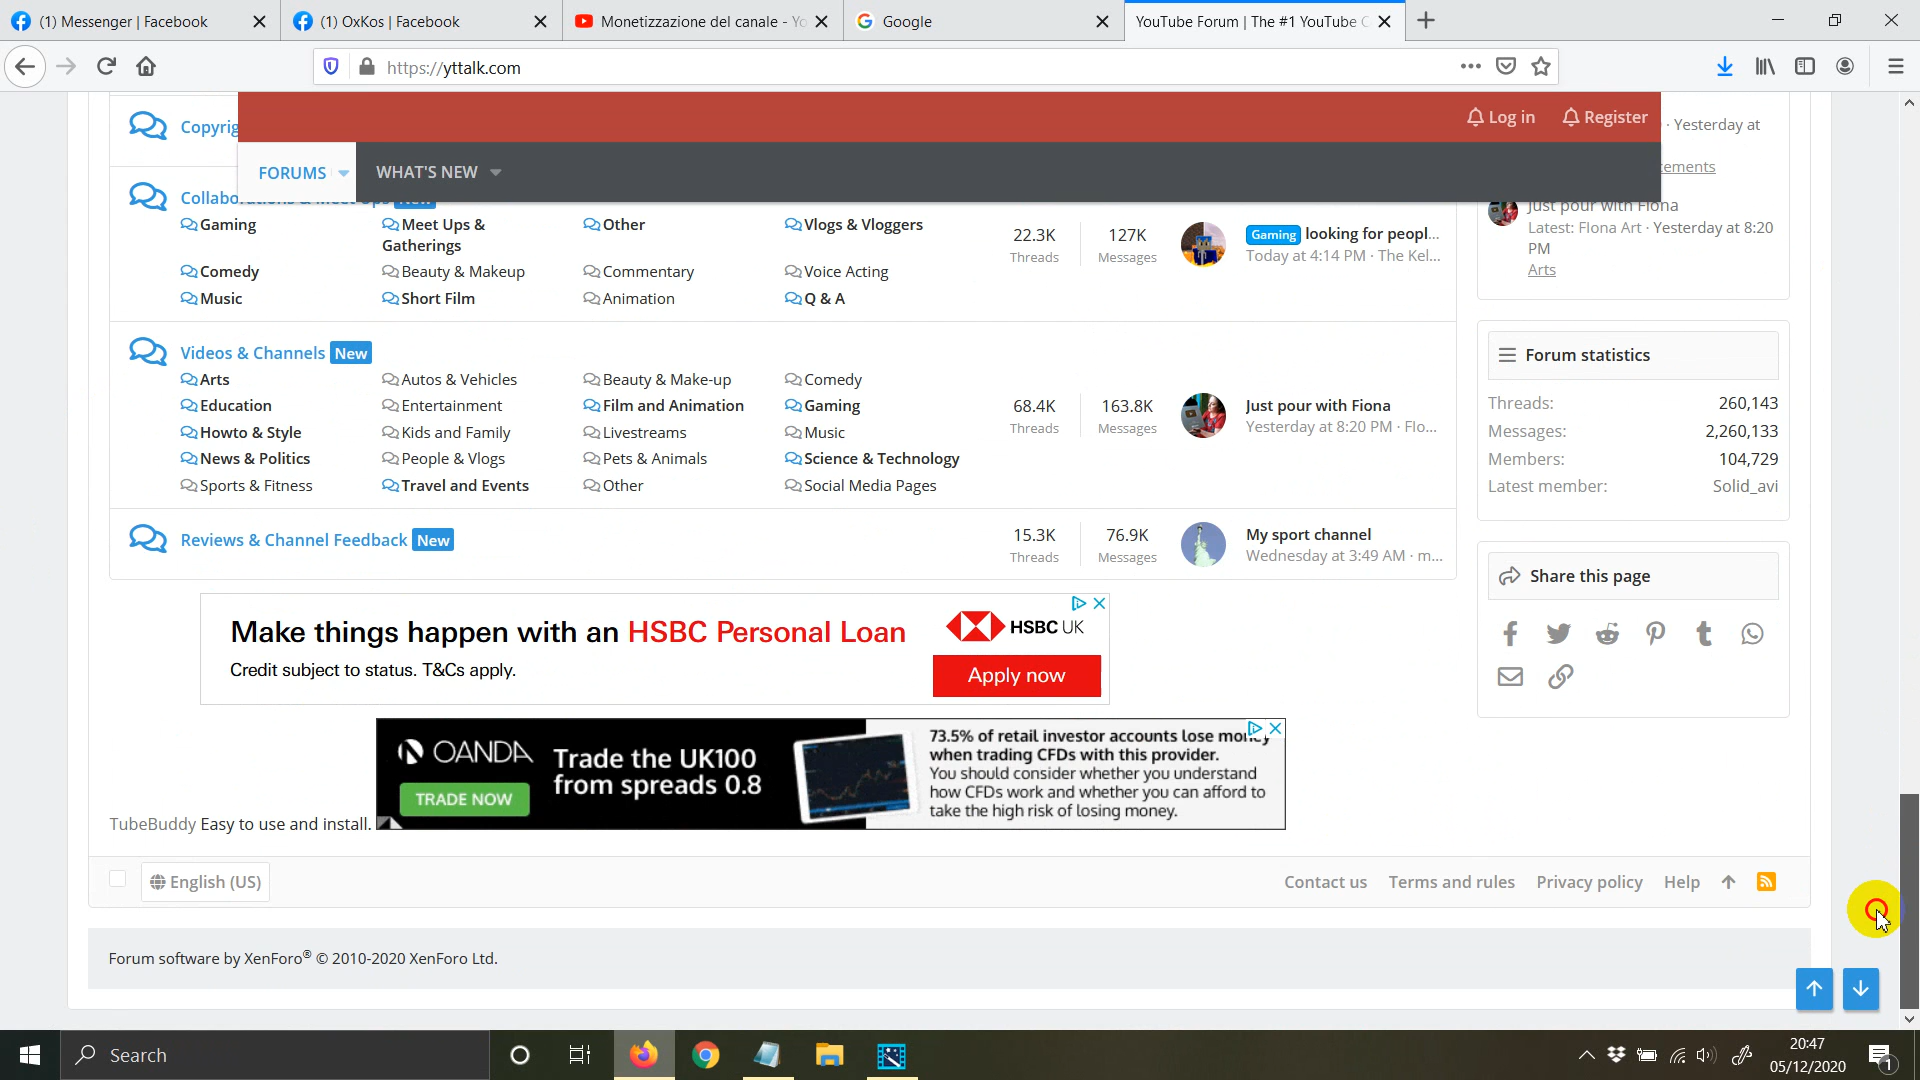 (1) Messenger | Facebook
(1) OxKos | Facebook
Monetizzazione del canale - Yo
Google
YouTube Forum | The #1 YouTube C
https://yttalk.com
Log in
Register
FORUMS
WHAT'S NEW
Copyrig
· Yesterday at
ements
Collabo
Gaming
Meet Ups & Gatherings
Other
Vlogs & Vloggers
Comedy
Beauty & Makeup
Commentary
Voice Acting
Music
Short Film
Animation
Q & A
22.3K
Threads
127K
Messages
Gaming looking for peopl...
Today at 4:14 PM · The Kel...
Just pour with Fiona
Latest: FIona Art · Yesterday at 8:20
PM
Arts
Videos & Channels New
Arts
Autos & Vehicles
Beauty & Make-up
Comedy
Education
Entertainment
Film and Animation
Gaming
Howto & Style
Kids and Family
Livestreams
Music
News & Politics
People & Vlogs
Pets & Animals
Science & Technology
Sports & Fitness
Travel and Events
Other
Social Media Pages
68.4K
Threads
163.8K
Messages
Just pour with Fiona
Yesterday at 8:20 PM · FIo...
Forum statistics
Threads: 260,143
Messages: 2,260,133
Members: 104,729
Latest member: Solid_avi
Reviews & Channel Feedback New
15.3K
Threads
76.9K
Messages
My sport channel
Wednesday at 3:49 AM · m...
Share this page
Make things happen with an HSBC Personal Loan
Credit subject to status. T&Cs apply.
HSBC UK
Apply now
OANDA
TRADE NOW
Trade the UK100
from spreads 0.8
73.5% of retail investor accounts lose money
when trading CFDs with this provider.
You should consider whether you understand
how CFDs work and whether you can afford to
take the high risk of losing money.
TubeBuddy Easy to use and install.
English (US)
Contact us
Terms and rules
Privacy policy
Help
Forum software by XenForo® © 2010-2020 XenForo Ltd.
Search
20:47
05/12/2020
1